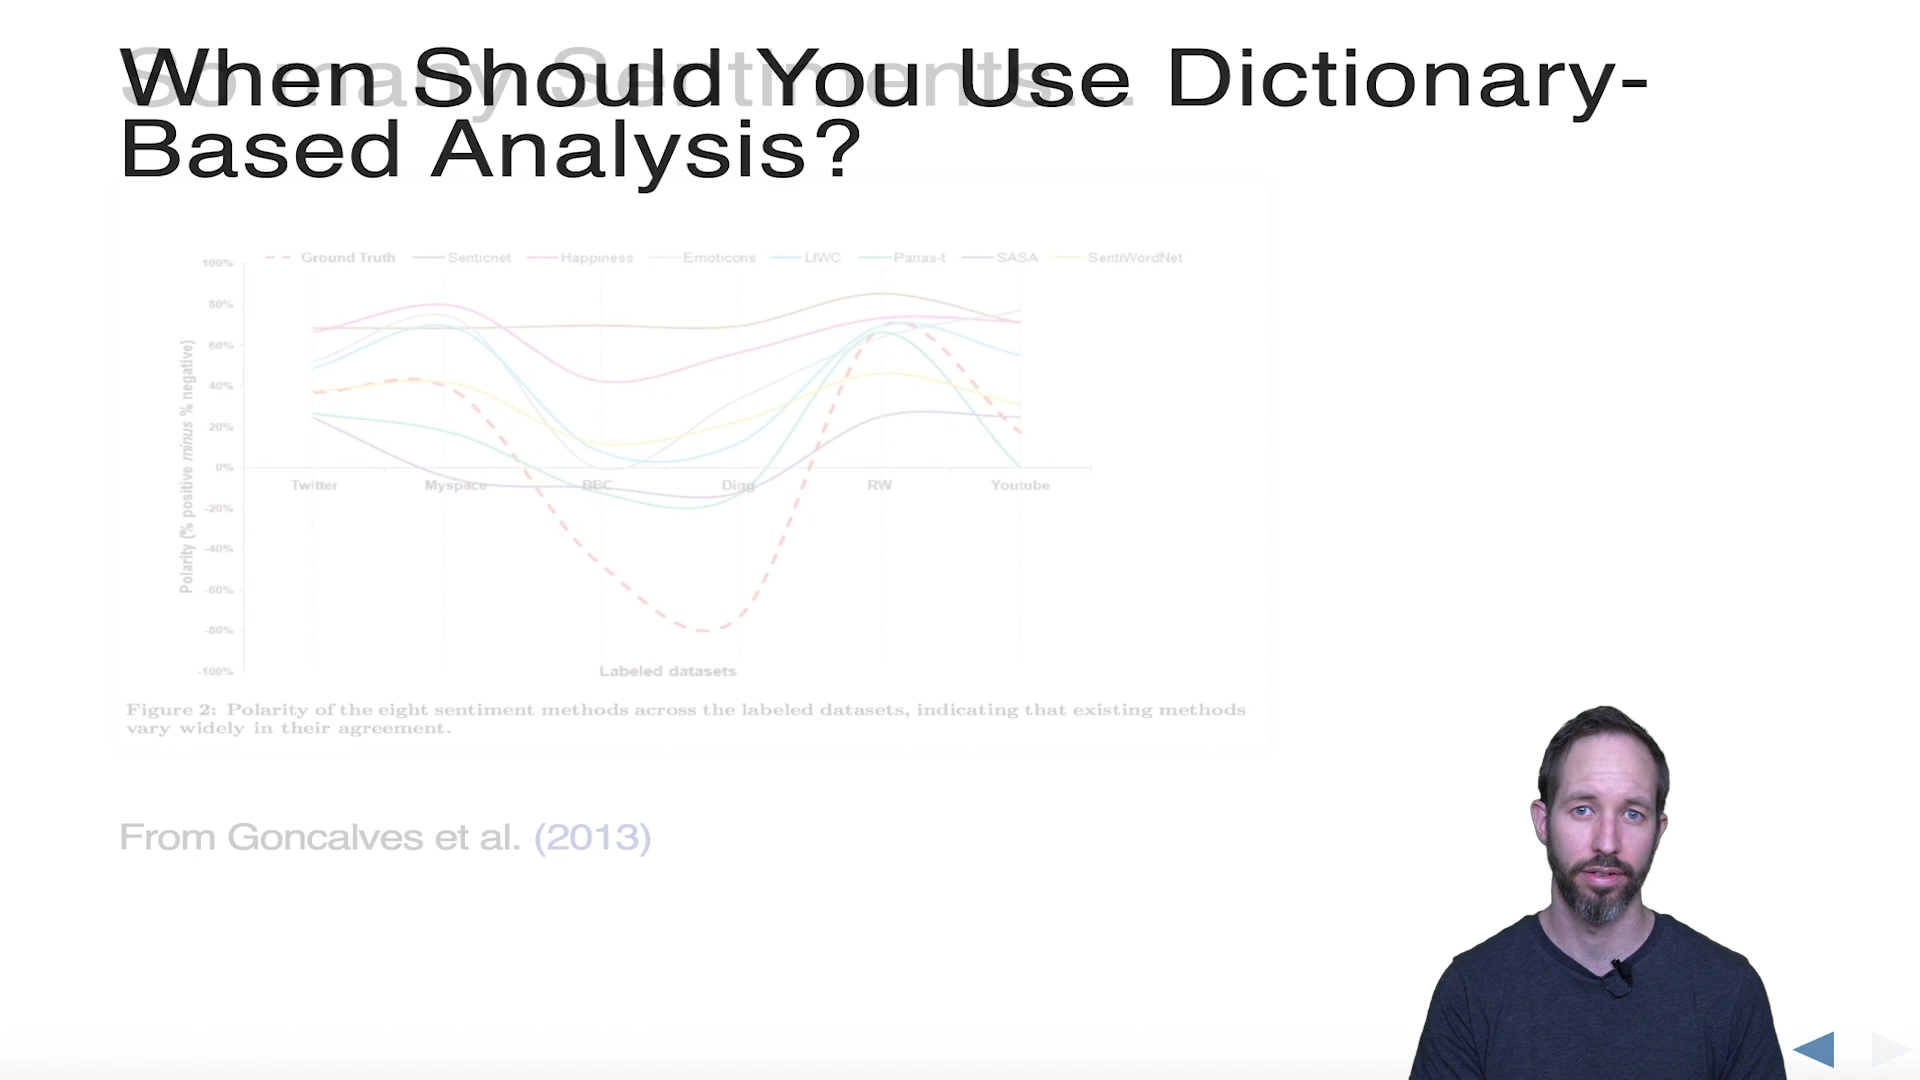 So many Sentiments...
When Should You Use Dictionary-
Based Analysis?
Ground Truth Senticnet Happiness Emoticons LIWC Panas-t SASA SentiWordNet
100%
80%
60%
40%
20%
0%
-20%
-40%
-60%
-80%
-100%
Polarity (% positive minus % negative)
Twitter Myspace BBC Digg RW Youtube
Labeled datasets
Figure 2: Polarity of the eight sentiment methods across the labeled datasets, indicating that existing methods
vary widely in their agreement.
From Goncalves et al. (2013)